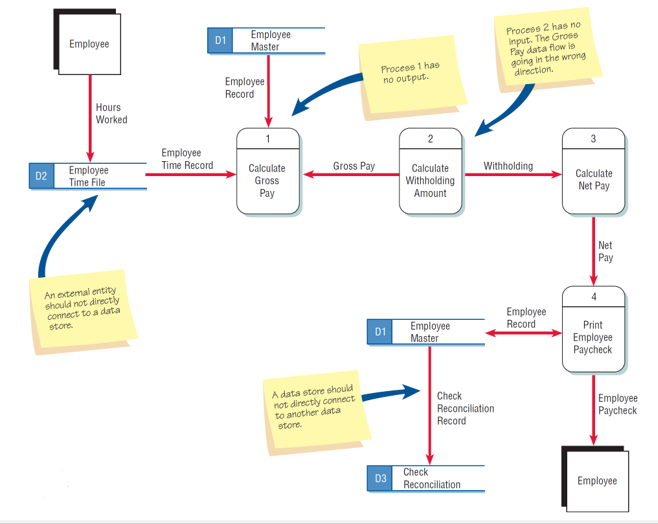 Employee
D1
Employee
Master
Process 1 has
no output.
Process 2 has no
input. The Gross
Pay data flow is
going in the wrong
direction.
Hours
Worked
Employee
Record
D2
Employee
Time File
Employee
Time Record
1
Calculate
Gross
Pay
Gross Pay
2
Calculate
Withholding
Amount
Withholding
3
Calculate
Net Pay
An external entity
should not directly
connect to a data
store.
Net
Pay
D1
Employee
Master
Employee
Record
4
Print
Employee
Paycheck
A data store should
not directly connect
to another data
store.
Check
Reconciliation
Record
Employee
Paycheck
D3
Check
Reconciliation
Employee